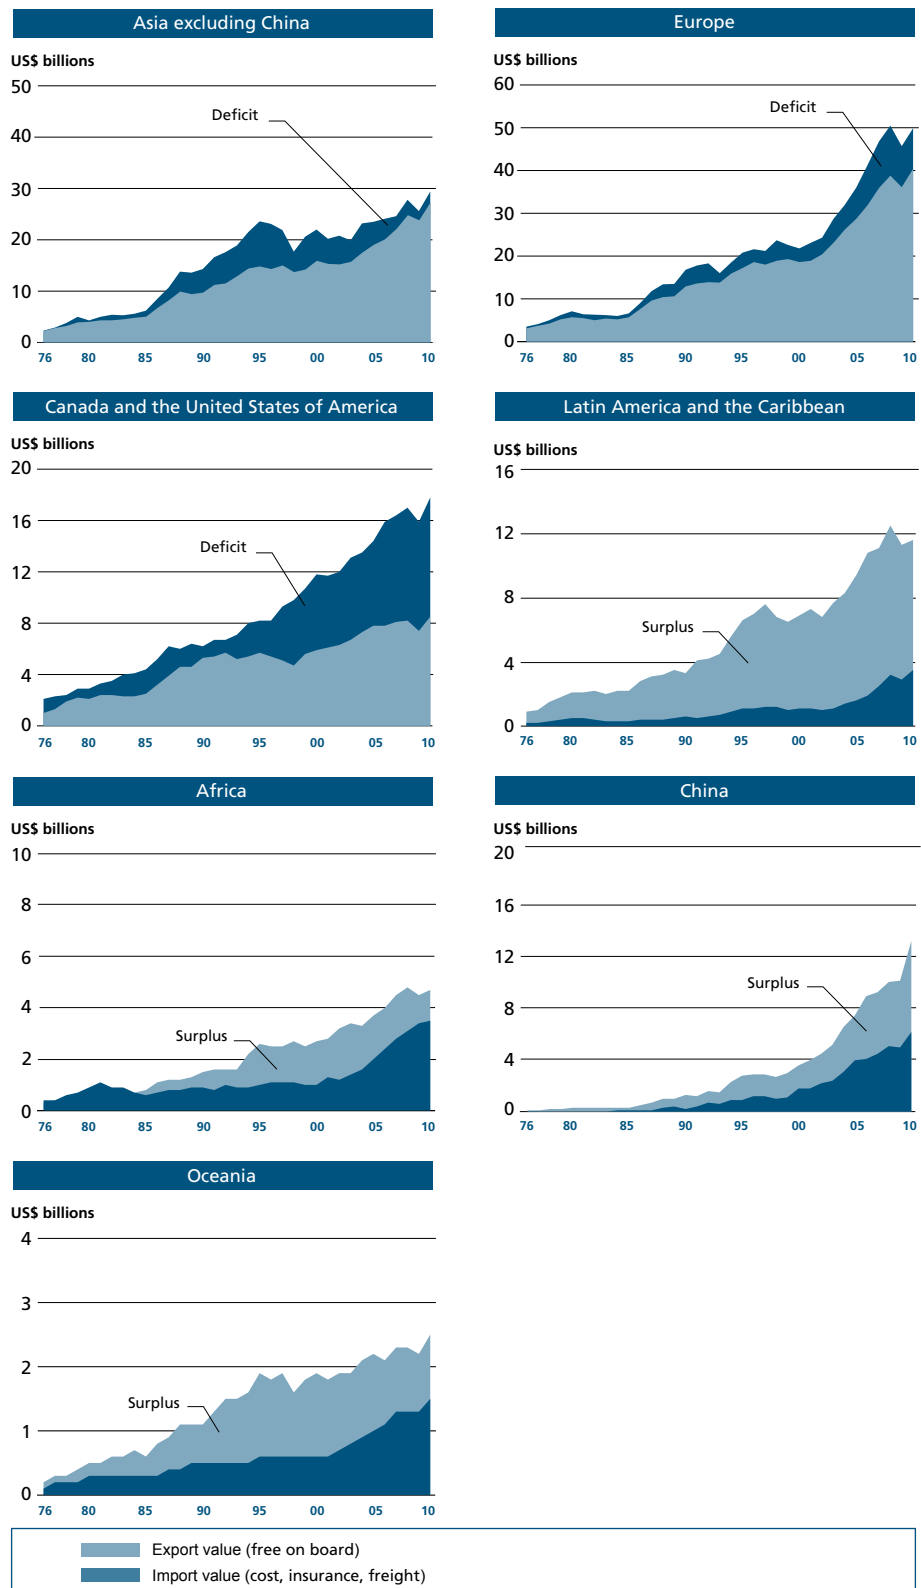 Asia excluding China
US$ billions
50
40
30
20
10
0
Deficit
76 80 85 90 95 00 05 10
Europe
US$ billions
60
50
40
30
20
10
0
Deficit
76 80 85 90 95 00 05 10
Canada and the United States of America
US$ billions
20
16
12
8
4
0
Deficit
76 80 85 90 95 00 05 10
Latin America and the Caribbean
US$ billions
16
12
8
4
0
Surplus
76 80 85 90 95 00 05 10
Africa
US$ billions
10
8
6
4
2
0
Surplus
76 80 85 90 95 00 05 10
China
US$ billions
20
16
12
8
4
0
Surplus
76 80 85 90 95 00 05 10
Oceania
US$ billions
4
3
2
1
0
Surplus
76 80 85 90 95 00 05 10
Export value (free on board)
Import value (cost, insurance, freight)